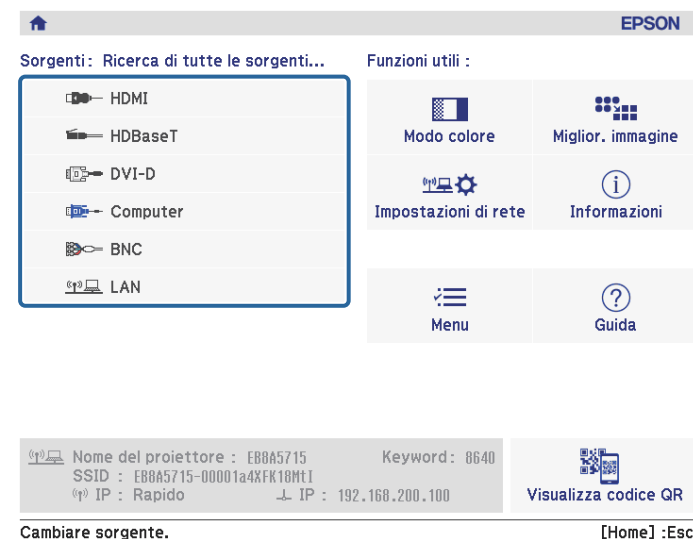 EPSON
Sorgenti: Ricerca di tutte le sorgenti...
HDMI
HDBaseT
DVI-D
Computer
BNC
LAN
Funzioni utili :
Modo colore
Miglior. immagine
Impostazioni di rete
Informazioni
Menu
Guida
Nome del proiettore : EB8A5715 Keyword: 8640
SSID : EB8A5715-00001a4XFK18MtI
IP : Rapido IP : 192.168.200.100
Visualizza codice QR
Cambiare sorgente. [Home] :Esc